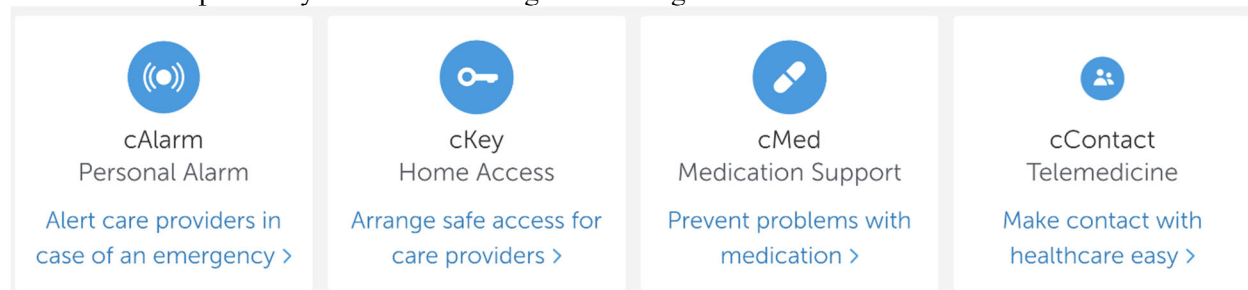 cAlarm
Personal Alarm
Alert care providers in
case of an emergency >
cKey
Home Access
Arrange safe access for
care providers >
cMed
Medication Support
Prevent problems with
medication >
cContact
Telemedicine
Make contact with
healthcare easy >